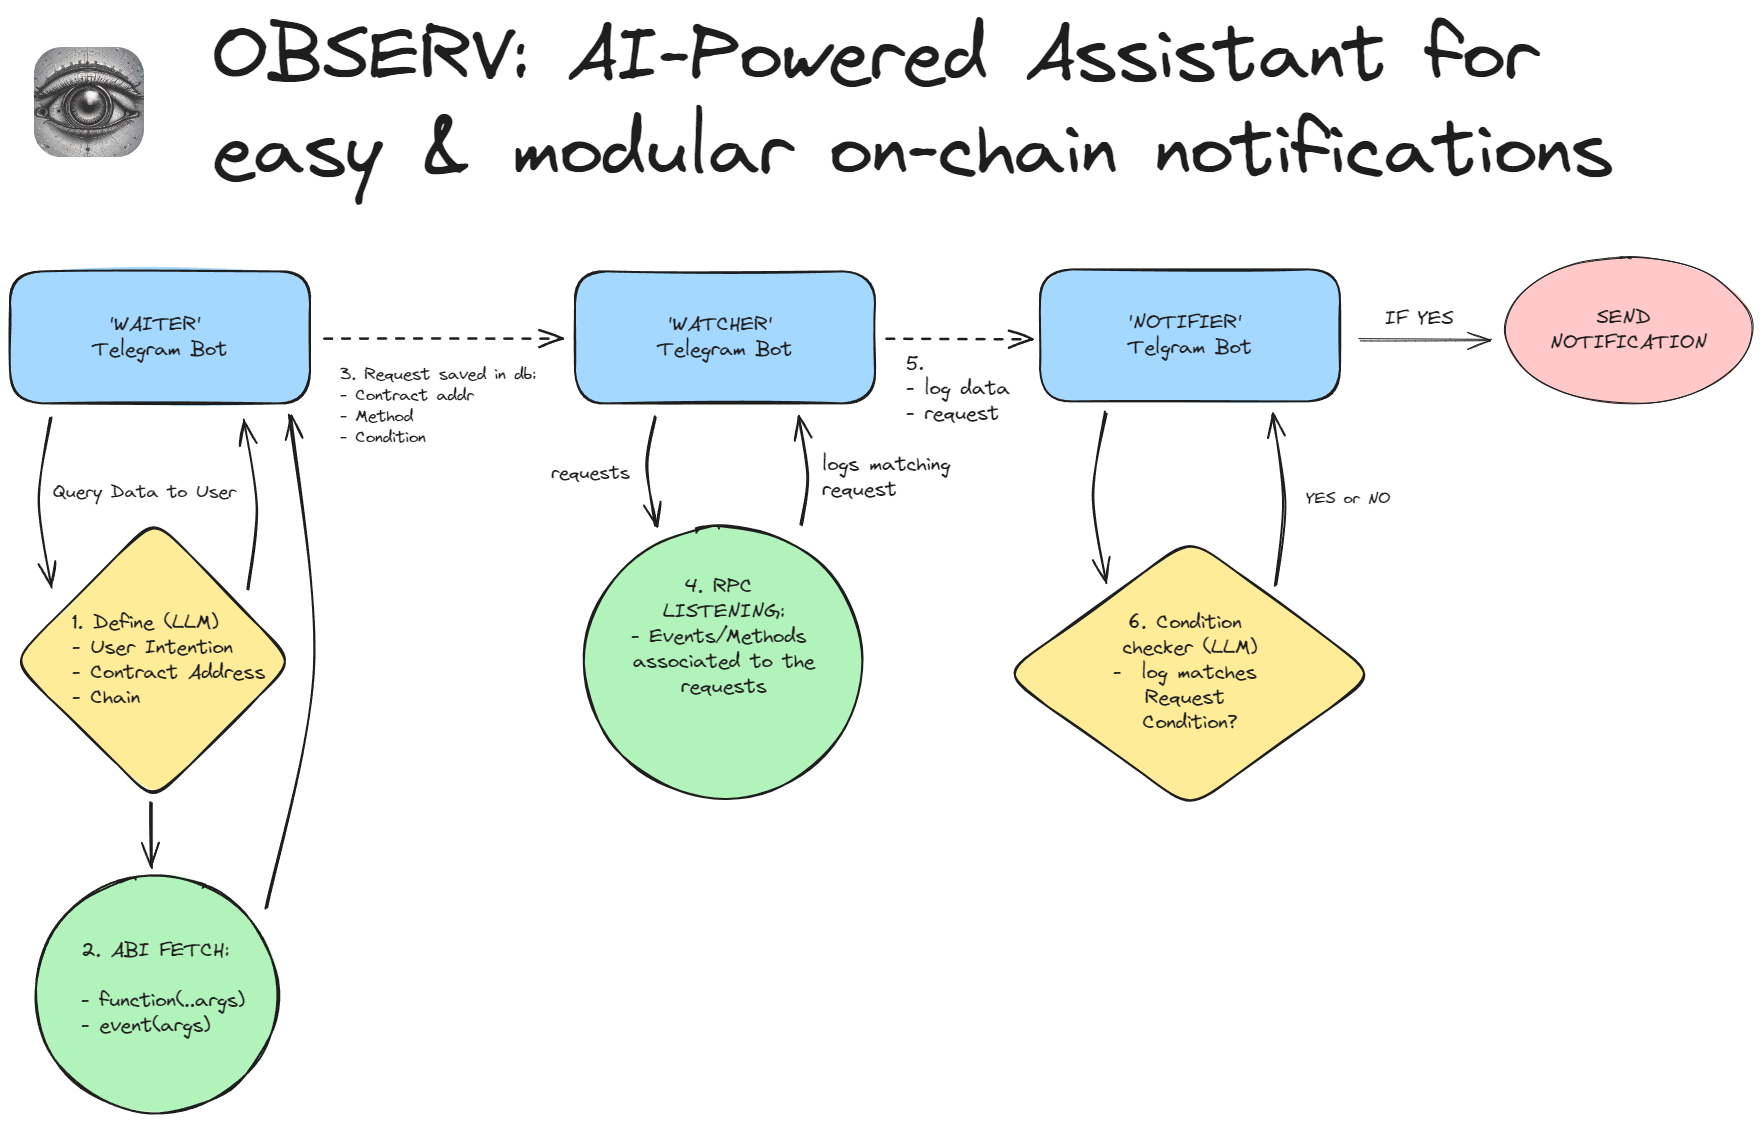 OBSERV: AI-Powered Assistant for
easy & modular on-chain notifications
'WAITER'
Telegram Bot
3. Request saved in db:
- Contract addr
- Method
- Condition
'WATCHER'
Telegram Bot
5.
- log data
- request
'NOTIFIER'
Telgram Bot
IF YES
SEND
NOTIFICATION
Query Data to User
1. Define (LLM)
- User Intention
- Contract Address
- Chain
2. ABI FETCH:
- function(..args)
- event(args)
requests
logs matching
request
4. RPC
LISTENING:
- Events/Methods
associated to the
requests
YES or NO
6. Condition
checker (LLM)
- log matches
Request
Condition?